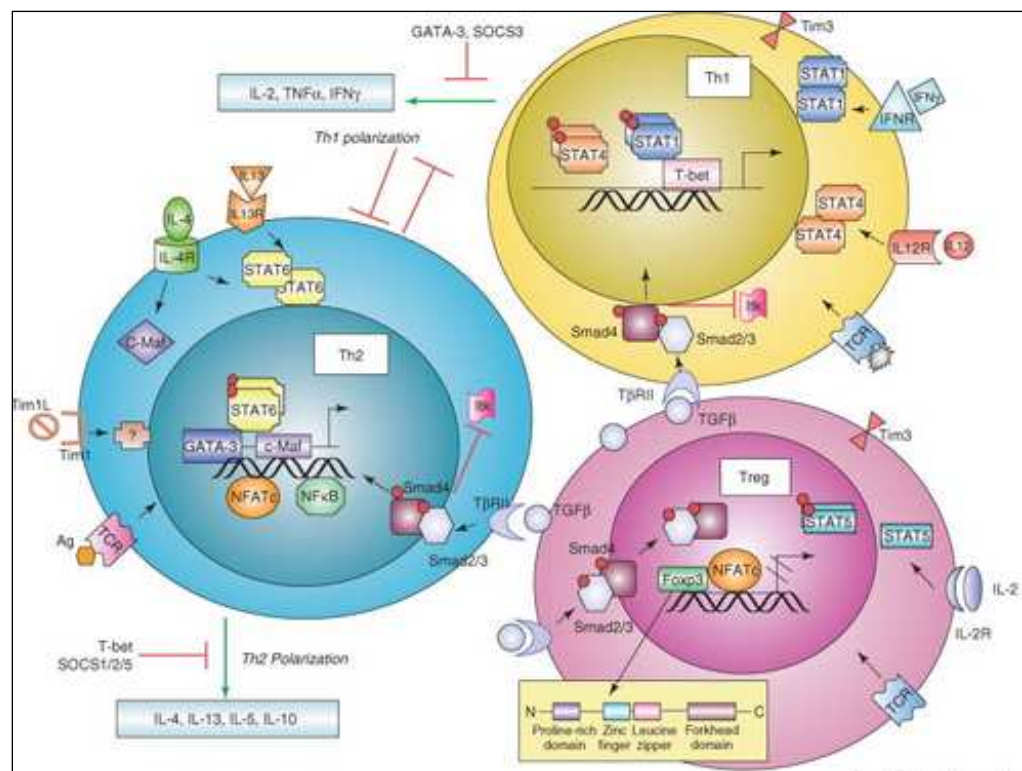 GATA-3, SOCS3
IL-2, TNFα, IFNγ
Th1 polarization
Tim3
Th1
STAT1
STAT1
IFNR
IFNγ
STAT4
STAT1
T-bet
STAT4
STAT4
IL12R
IL12
Smad4
Itk
Smad2/3
TCR
TβRII
TGFβ
IL13
IL13R
IL-4
IL-4R
STAT6
STAT6
C-Maf
Th2
Tim1L
Tim1
?
STAT6
GATA-3
c-Maf
NFATc
NFκB
Itk
Smad4
Smad2/3
TβRII
TGFβ
Ag
TCR
T-bet
SOCS1/2/5
Th2 Polarization
IL-4, IL-13, IL-5, IL-10
Tim3
Treg
STAT5
STAT5
Smad4
Smad2/3
Foxp3
NFATc
IL-2
IL-2R
TCR
N
C
Proline-rich domain
Zinc finger
Leucine zipper
Forkhead domain